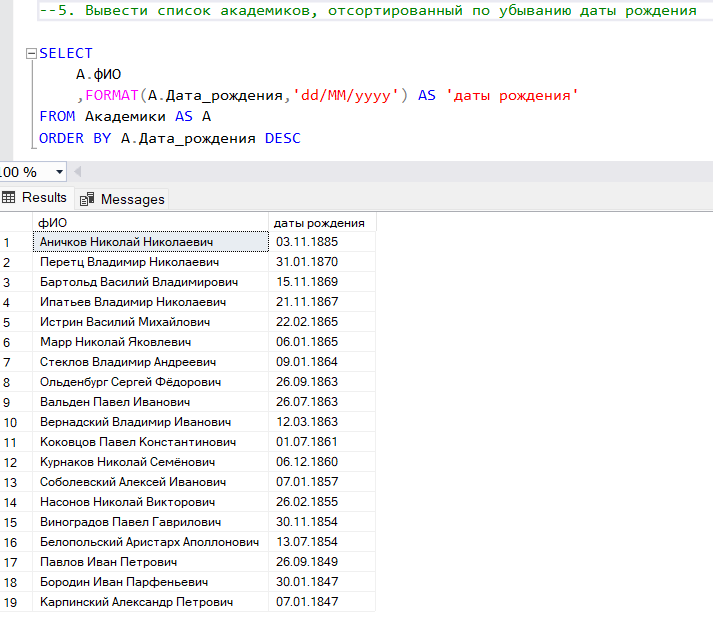 --5. Вывести список академиков, отсортированный по убыванию даты рождения
SELECT
А.фИО
,FORMAT(А.Дата_рождения,'dd/MM/yyyy') AS 'даты рождения'
FROM Академики AS А
ORDER BY А.Дата_рождения DESC
.00 %
Results Messages
фИО даты рождения
1 Аничков Николай Николаевич 03.11.1885
2 Перетц Владимир Николаевич 31.01.1870
3 Бартольд Василий Владимирович 15.11.1869
4 Ипатьев Владимир Николаевич 21.11.1867
5 Истрин Василий Михайлович 22.02.1865
6 Марр Николай Яковлевич 06.01.1865
7 Стеклов Владимир Андреевич 09.01.1864
8 Ольденбург Сергей Фёдорович 26.09.1863
9 Вальден Павел Иванович 26.07.1863
10 Вернадский Владимир Иванович 12.03.1863
11 Коковцов Павел Константинович 01.07.1861
12 Курнаков Николай Семёнович 06.12.1860
13 Соболевский Алексей Иванович 07.01.1857
14 Насонов Николай Викторович 26.02.1855
15 Виноградов Павел Гаврилович 30.11.1854
16 Белопольский Аристарх Аполлонович 13.07.1854
17 Павлов Иван Петрович 26.09.1849
18 Бородин Иван Парфеньевич 30.01.1847
19 Карпинский Александр Петрович 07.01.1847